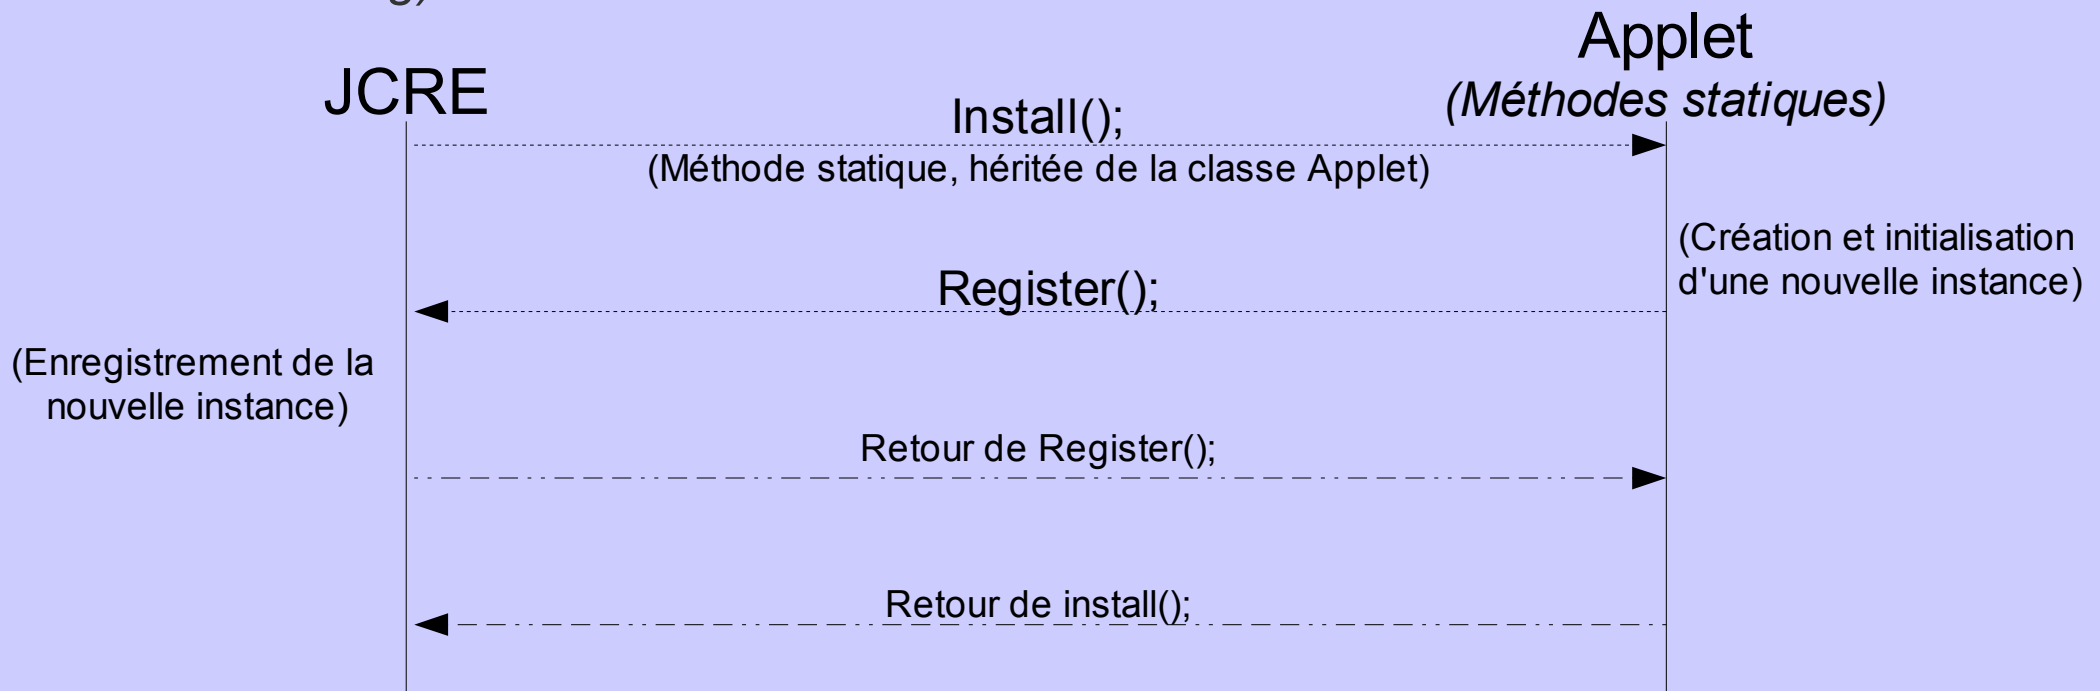 g)
JCRE
Applet
(Méthodes statiques)
Install();
(Méthode statique, héritée de la classe Applet)
(Création et initialisation
d'une nouvelle instance)
Register();
(Enregistrement de la
nouvelle instance)
Retour de Register();
Retour de install();